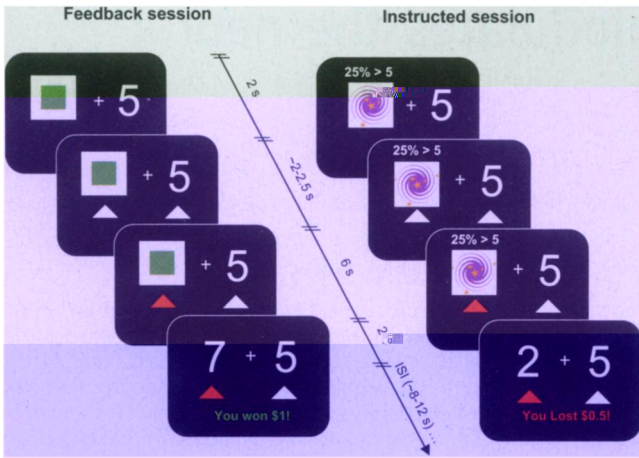 Feedback session
Instructed session
+ 5
+ 5
+ 5
7 + 5
You won $1!
2 s
~2-2.5 s
6 s
2
ISI (~8-12 s) ...
25% > 5
+ 5
25% > 5
+ 5
25% > 5
+ 5
2 + 5
You Lost $0.5!